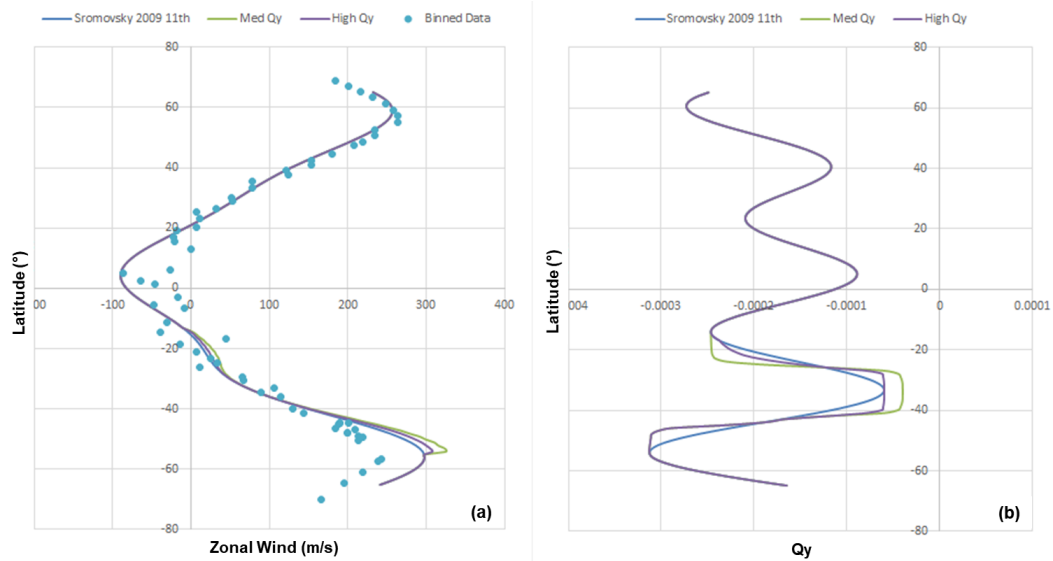 Sromovsky 2009 11th Med Qy High Qy Binned Data
80
60
40
20
0
00 -100 0 100 200 300 400
-20
-40
-60
-80
Latitude (°)
Zonal Wind (m/s)
(a)
Sromovsky 2009 11th Med Qy High Qy
80
60
40
20
0
004 -0.0003 -0.0002 -0.0001 0 0.0001
-20
-40
-60
-80
Latitude (°)
Qy
(b)